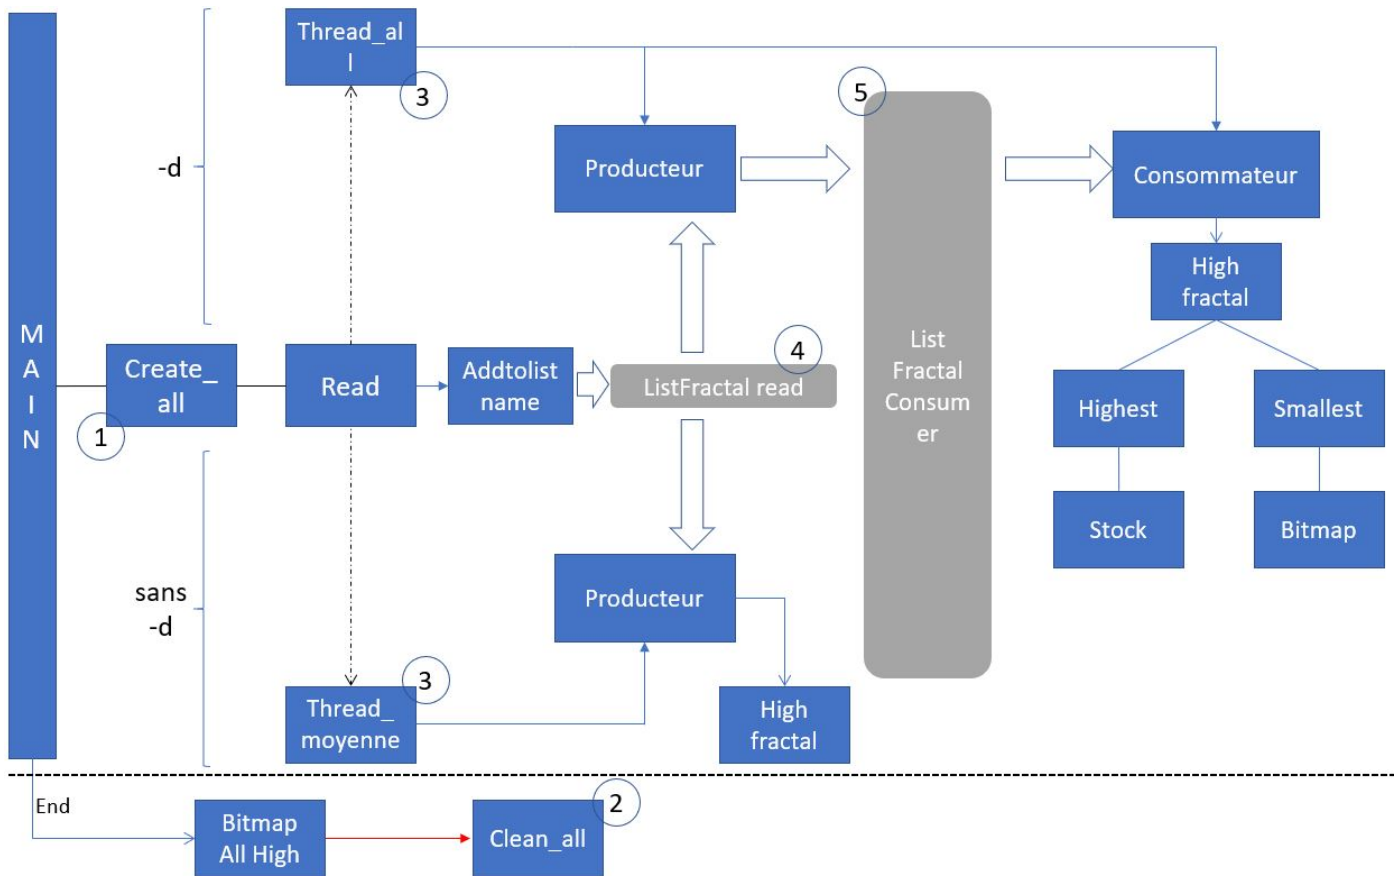 Thread_al
l
3
5
-d
Producteur
Consommateur
High
fractal
M
A
I
N
Create_
all
1
Read
Addtolist
name
4
ListFractal read
List
Fractal
Consum
er
Highest
Smallest
Stock
Bitmap
sans
-d
Producteur
3
Thread_
moyenne
High
fractal
End
Bitmap
All High
2
Clean_all